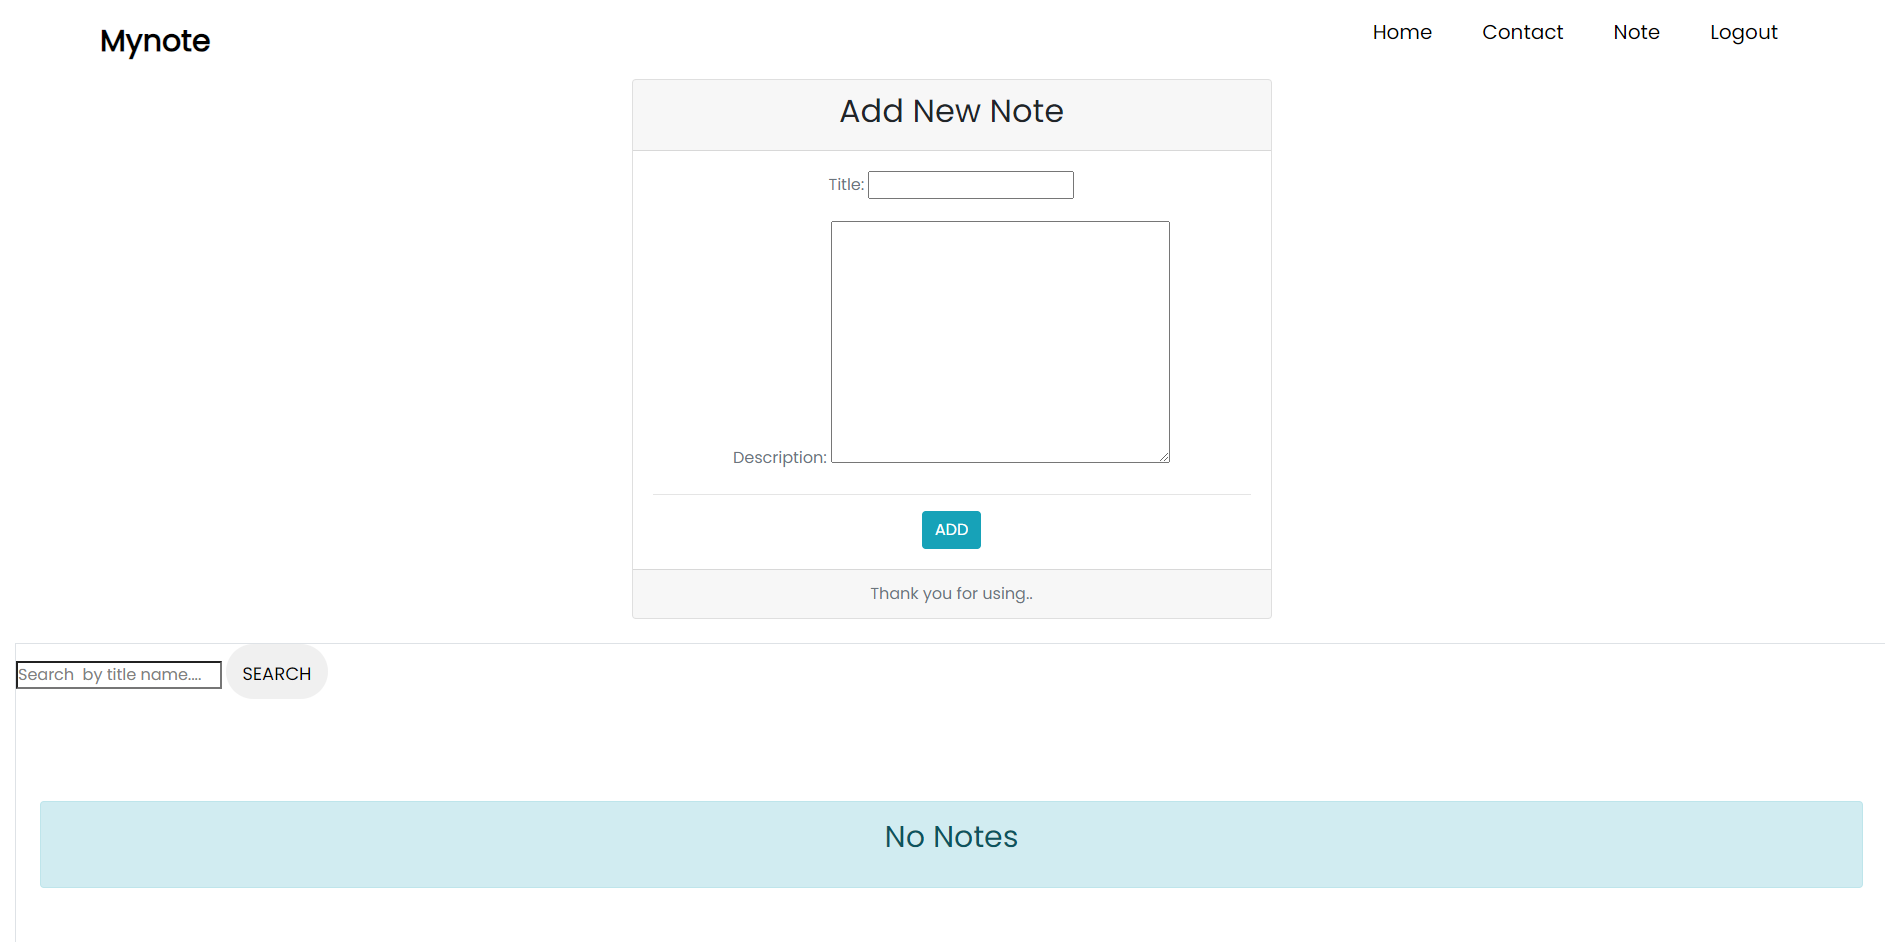 Mynote
Home Contact Note Logout
Add New Note
Title:
Description:
ADD
Thank you for using..
Search  by title name.... SEARCH
No Notes